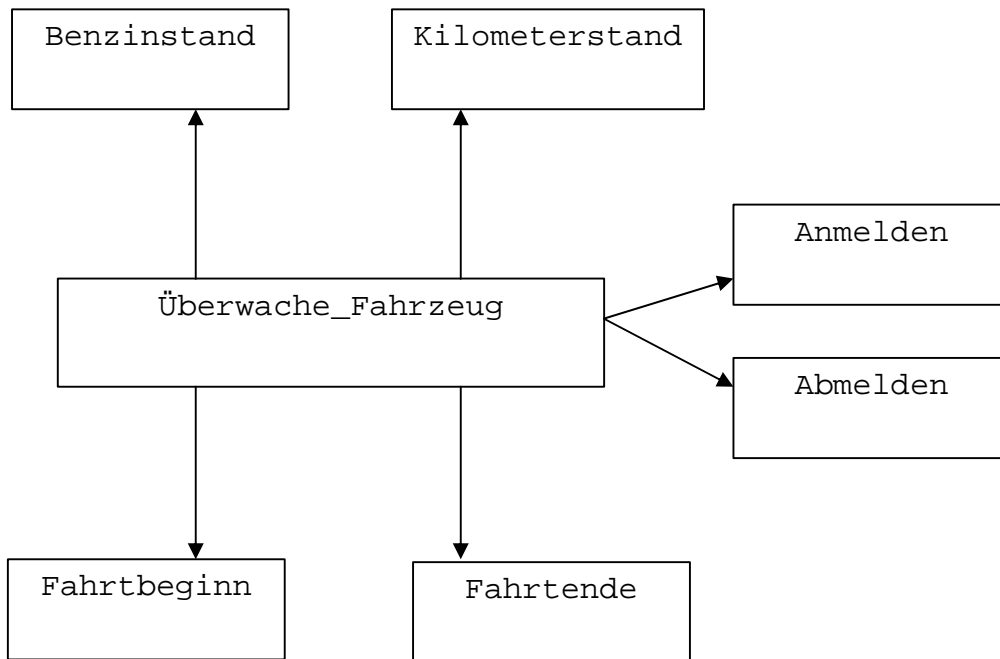 Benzinstand
Kilometerstand
Anmelden
Überwache_Fahrzeug
Abmelden
Fahrtbeginn
Fahrtende